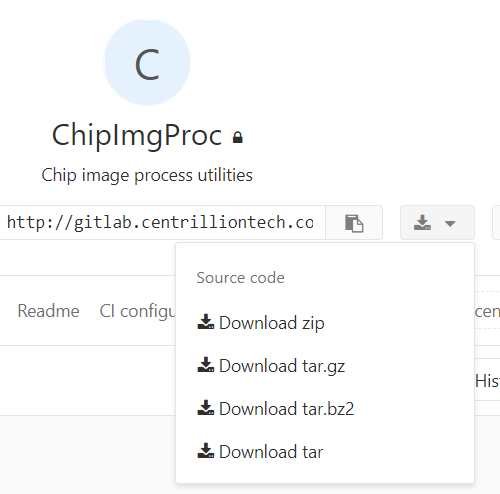 C
ChipImgProc
Chip image process utilities
http://gitlab.centrilliontech.co
Source code
Readme
CI configu
Download zip
Download tar.gz
Download tar.bz2
Download tar
cen
His